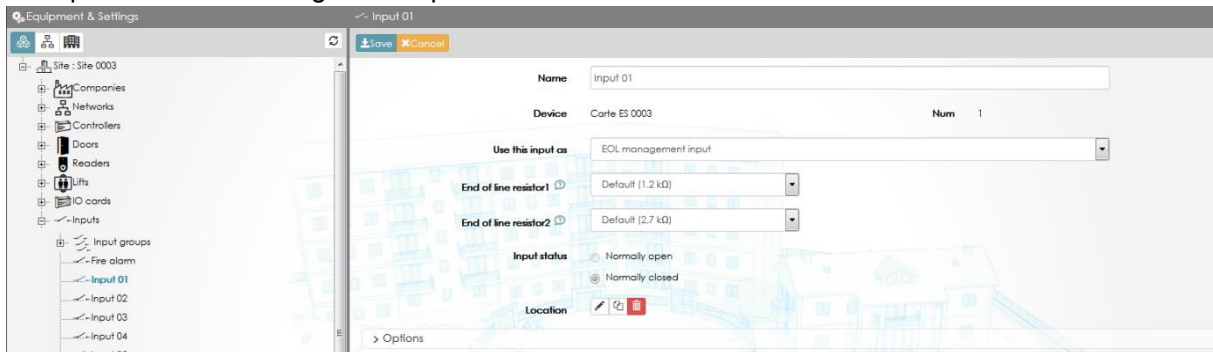 Equipment & Settings
Input 01
Save Cancel
Site : Site 0003
Companies
Networks
Controllers
Doors
Readers
Lifts
IO cards
Inputs
Input groups
Fire alarm
Input 01
Input 02
Input 03
Input 04
Name Input 01
Device Carte ES 0003 Num 1
Use this input as EOL management input
End of line resistor1 Default (1.2 kΩ)
End of line resistor2 Default (2.7 kΩ)
Input status Normally open
Normally closed
Location
Options